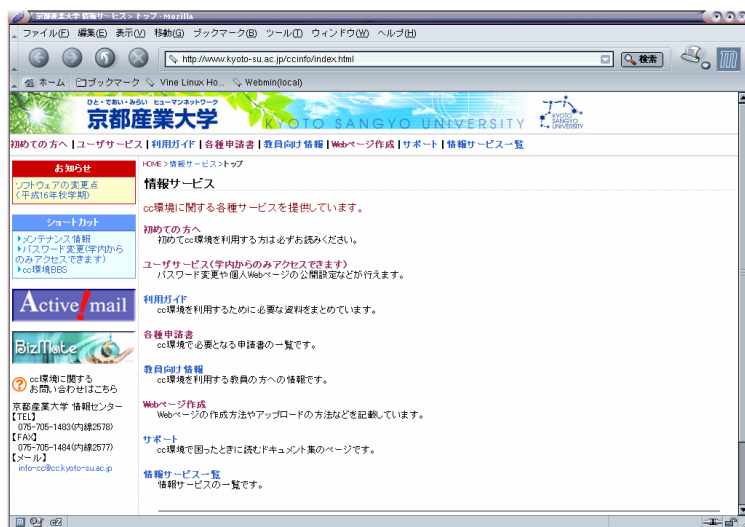 京都産業大学 情報サービス> トップ - Mozilla
ファイル(F) 編集(E) 表示(V) 移動(G) ブックマーク(B) ツール(T) ウィンドウ(W) ヘルプ(H)
http://www.kyoto-su.ac.jp/ccinfo/index.html
検索
ホーム ブックマーク Vine Linux Ho... Webmin(local)
ひと・であい・みらい ヒューマンネットワーク
京都産業大学
KYOTO SANGYO UNIVERSITY
KYOTO
SANGYO
UNIVERSITY
初めての方へ | ユーザサービス | 利用ガイド | 各種申請書 | 教員向け情報 | Webページ作成 | サポート | 情報サービス一覧
お知らせ
ソフトウェアの変更点
(平成16年秋学期)
ショートカット
メンテナンス情報
パスワード変更(学内から
のみアクセスできます)
cc環境BBS
Active!mail
BizMate
cc環境に関する
お問い合わせはこちら
京都産業大学 情報センター
【TEL】
075-705-1483(内線2578)
【FAX】
075-705-1484(内線2577)
【メール】
info-cc@cc.kyoto-su.ac.jp
HOME > 情報サービス > トップ
情報サービス
cc環境に関する各種サービスを提供しています。
初めての方へ
初めてcc環境を利用する方は必ずお読みください。
ユーザサービス(学内からのみアクセスできます)
パスワード変更や個人Webページの公開設定などが行えます。
利用ガイド
cc環境を利用するために必要な資料をまとめています。
各種申請書
cc環境で必要となる申請書の一覧です。
教員向け情報
cc環境を利用する教員の方への情報です。
Webページ作成
Webページの作成方法やアップロードの方法などを記載しています。
サポート
cc環境で困ったときに読むドキュメント集のページです。
情報サービス一覧
情報サービスの一覧です。